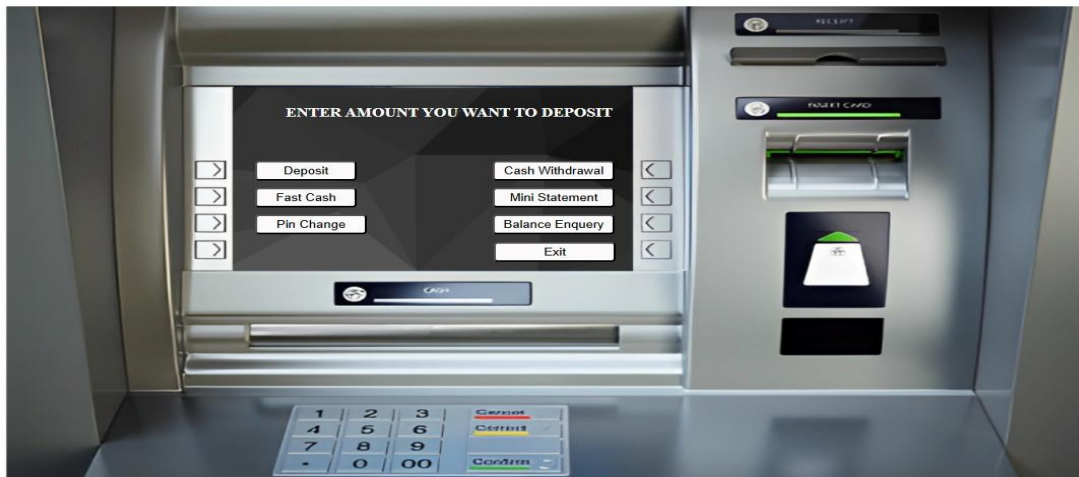 ENTER AMOUNT YOU WANT TO DEPOSIT
Deposit
Cash Withdrawal
Fast Cash
Mini Statement
Pin Change
Balance Enquery
Exit
1 2 3
4 5 6
7 8 9
0 00